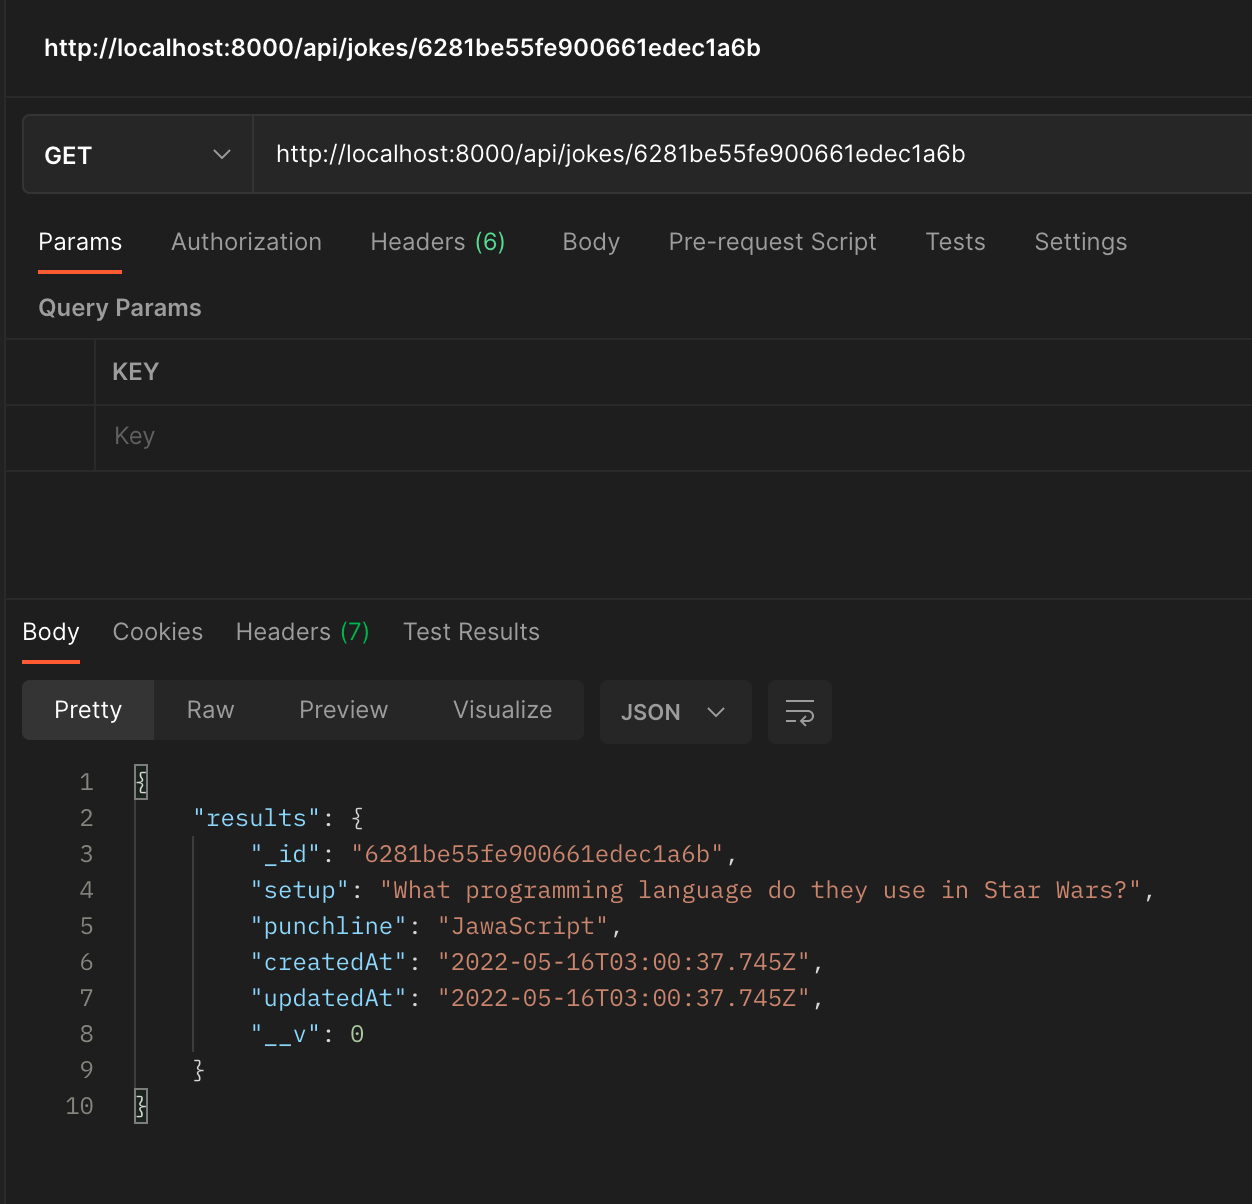 http://localhost:8000/api/jokes/6281be55fe900661edec1a6b
GET http://localhost:8000/api/jokes/6281be55fe900661edec1a6b
Params Authorization Headers (6) Body Pre-request Script Tests Settings
Query Params
KEY
Key
Body Cookies Headers (7) Test Results
Pretty Raw Preview Visualize JSON
1 {
2 "results": {
3 "_id": "6281be55fe900661edec1a6b",
4 "setup": "What programming language do they use in Star Wars?",
5 "punchline": "JawaScript",
6 "createdAt": "2022-05-16T03:00:37.745Z",
7 "updatedAt": "2022-05-16T03:00:37.745Z",
8 "__v": 0
9 }
10 }